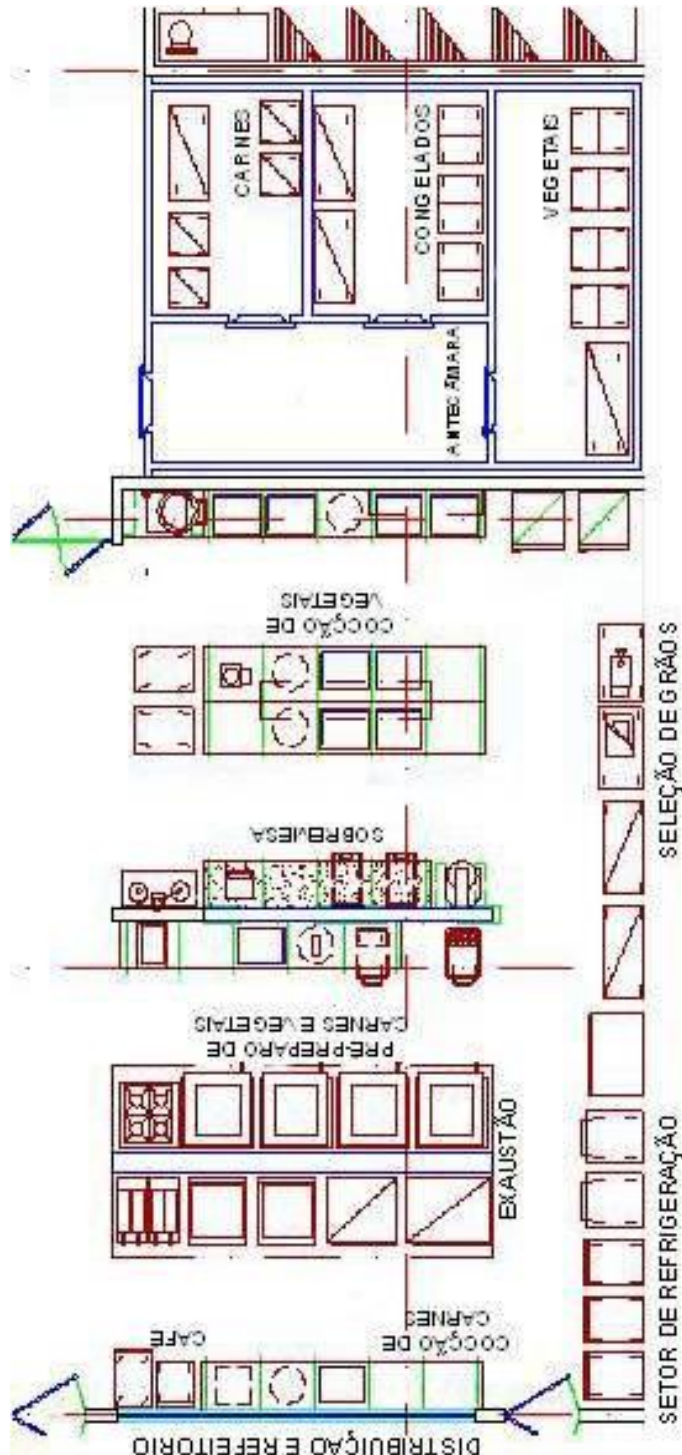 CARNES
CONGELADOS
VEGETAIS
ANTECÂMARA
COCÇÃO DE
VEGETAIS
SELEÇÃO DE GRÃOS
SOBREMESA
PRÉ-PREPARO DE
CARNES E VEGETAIS
EXAUSTÃO
SETOR DE REFRIGERAÇÃO
CAFÉ
COCÇÃO DE
CARNES
DISTRIBUIÇÃO E REFEITÓRIO